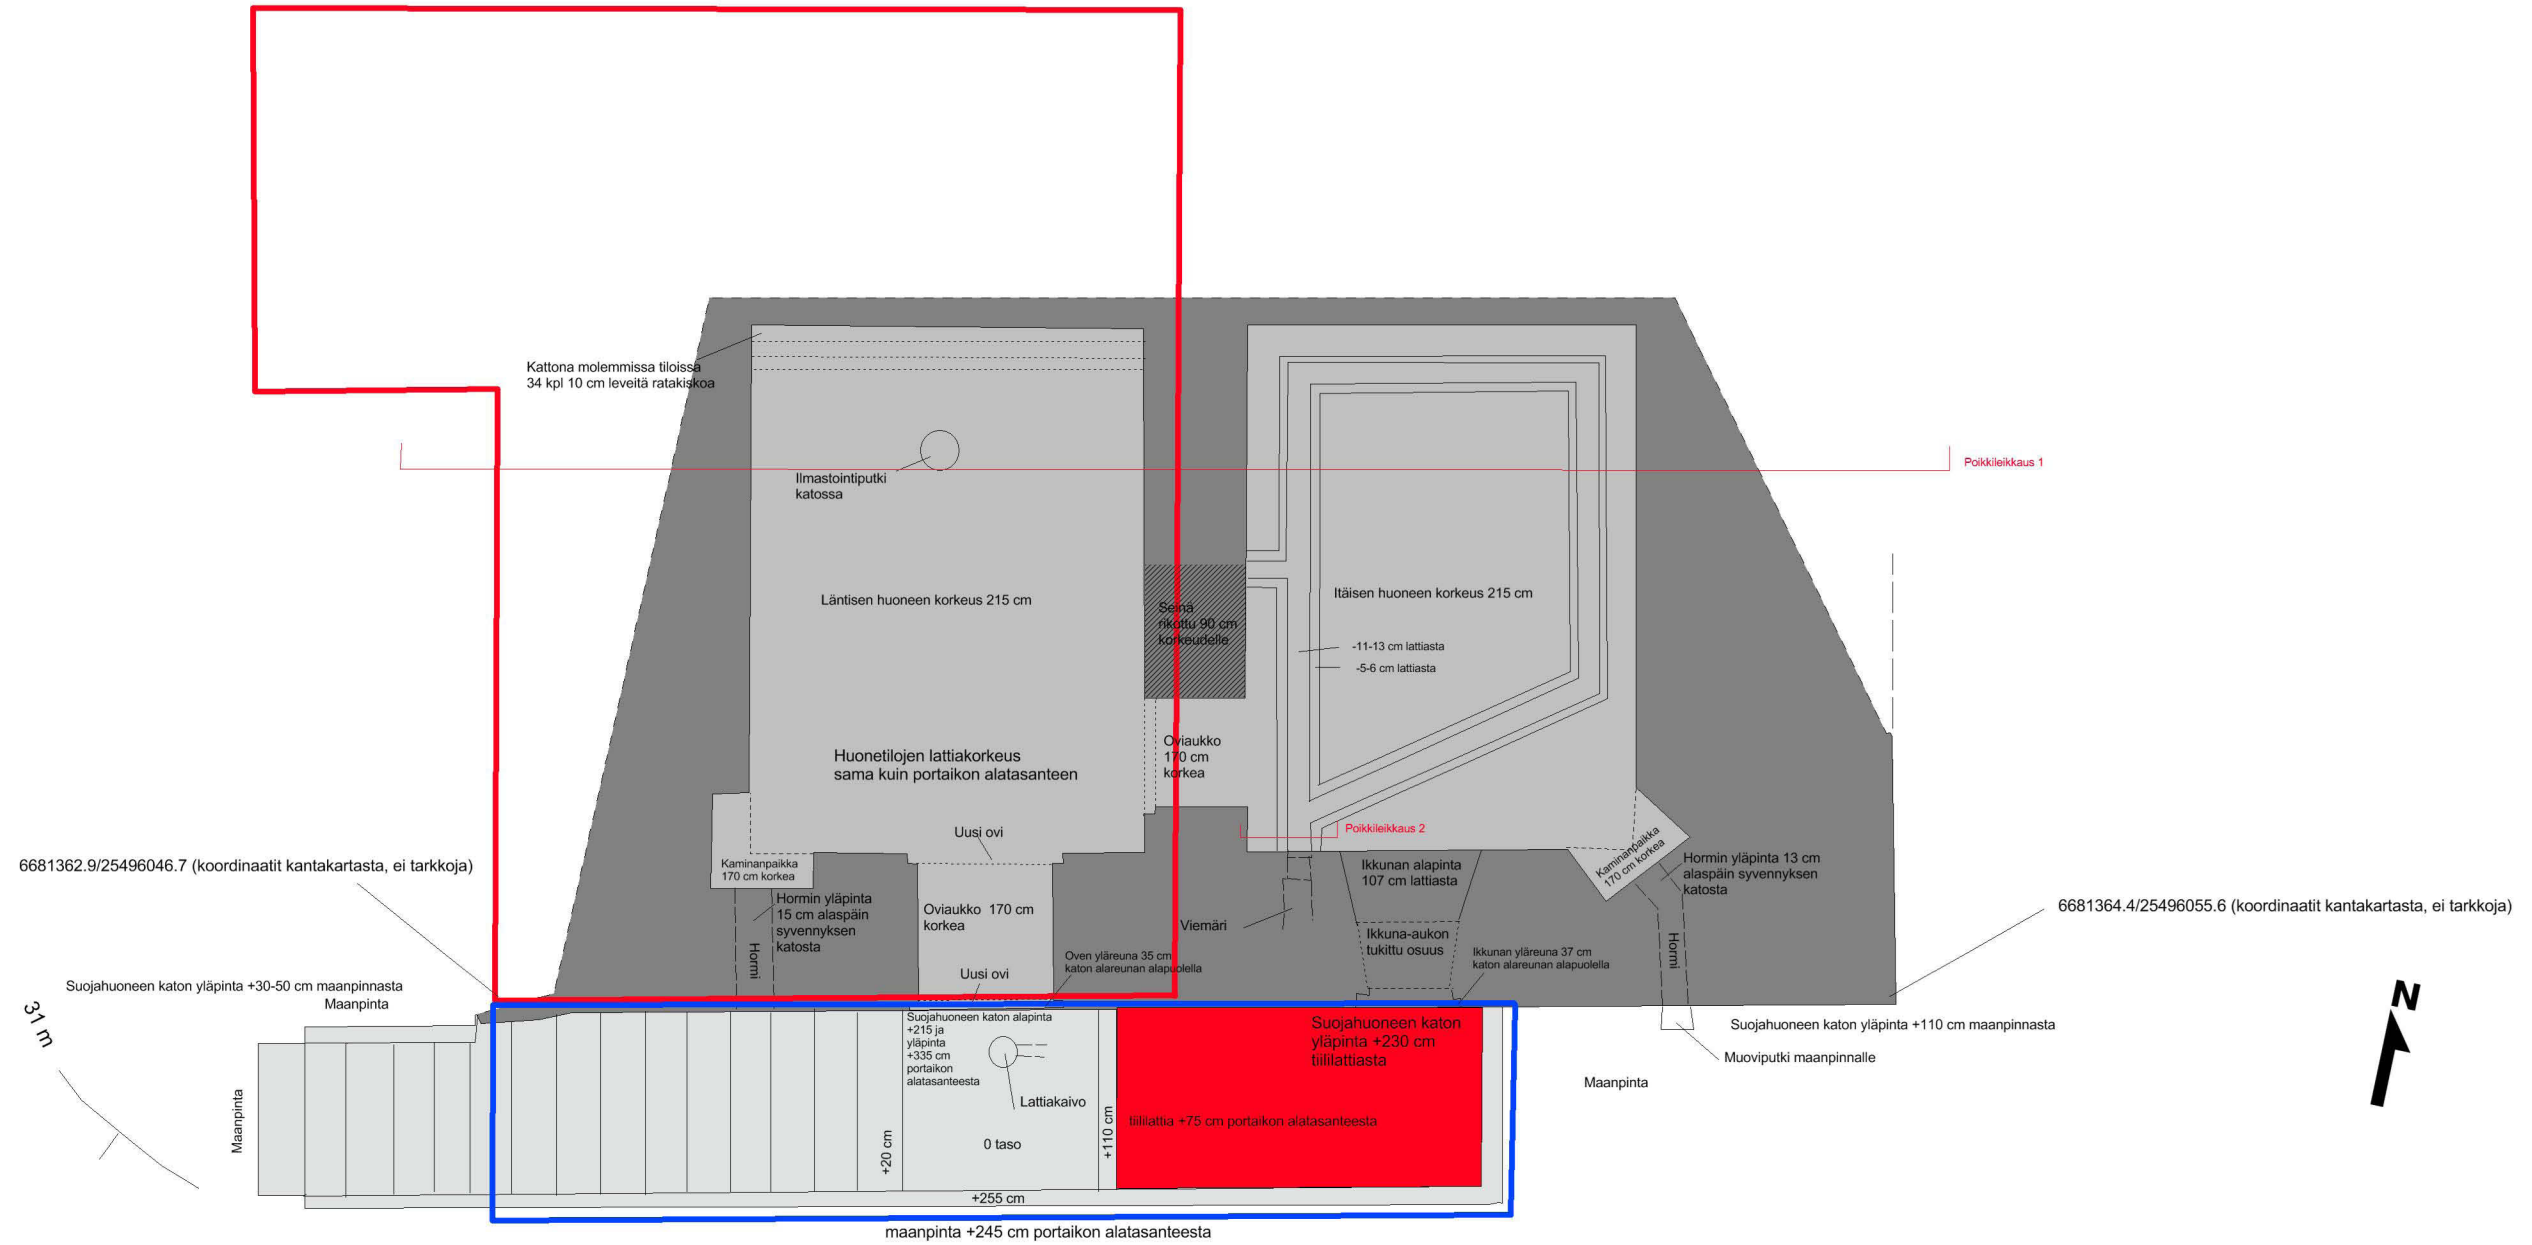 Kattona molemmissa tiloissa
34 kpl 10 cm leveitä ratakiskoa
Poikkileikkaus 1
Ilmastointiputki
katossa
Läntisen huoneen korkeus 215 cm
Seinä
rikottu 90 cm
korkeudelle
Itäisen huoneen korkeus 215 cm
-11-13 cm lattiasta
-5-6 cm lattiasta
Huonetilojen lattiakorkeus
sama kuin portaikon alatasanteen
Oviaukko
170 cm
korkea
Uusi ovi
Poikkileikkaus 2
6681362.9/25496046.7 (koordinaatit kantakartasta, ei tarkkoja)
Kaminanpaikka
170 cm korkea
Ikkunan alapinta
107 cm lattiasta
Kaminanpaikka
170 cm korkea
Hormin yläpinta 13 cm
alaspäin syvennyksen
katosta
Hormin yläpinta
15 cm alaspäin
syvennyksen
katosta
Hormi
Oviaukko 170 cm
korkea
Viemäri
Ikkuna-aukon
tukittu osuus
Hormi
6681364.4/25496055.6 (koordinaatit kantakartasta, ei tarkkoja)
Oven yläreuna 35 cm
katon alareunan alapuolella
Ikkunan yläreuna 37 cm
katon alareunan alapuolella
Uusi ovi
Suojahuoneen katon yläpinta +30-50 cm maanpinnasta
Maanpinta
31 m
N
Suojahuoneen katon alapinta
+215 ja
yläpinta
+335 cm
portaikon
alatasanteesta
Suojahuoneen katon
yläpinta +230 cm
tiililattiasta
Suojahuoneen katon yläpinta +110 cm maanpinnasta
Muoviputki maanpinnalle
Maanpinta
Maanpinta
Lattiakaivo
tiililattia +75 cm portaikon alatasanteesta
0 taso
+20 cm
+110 cm
+255 cm
maanpinta +245 cm portaikon alatasanteesta